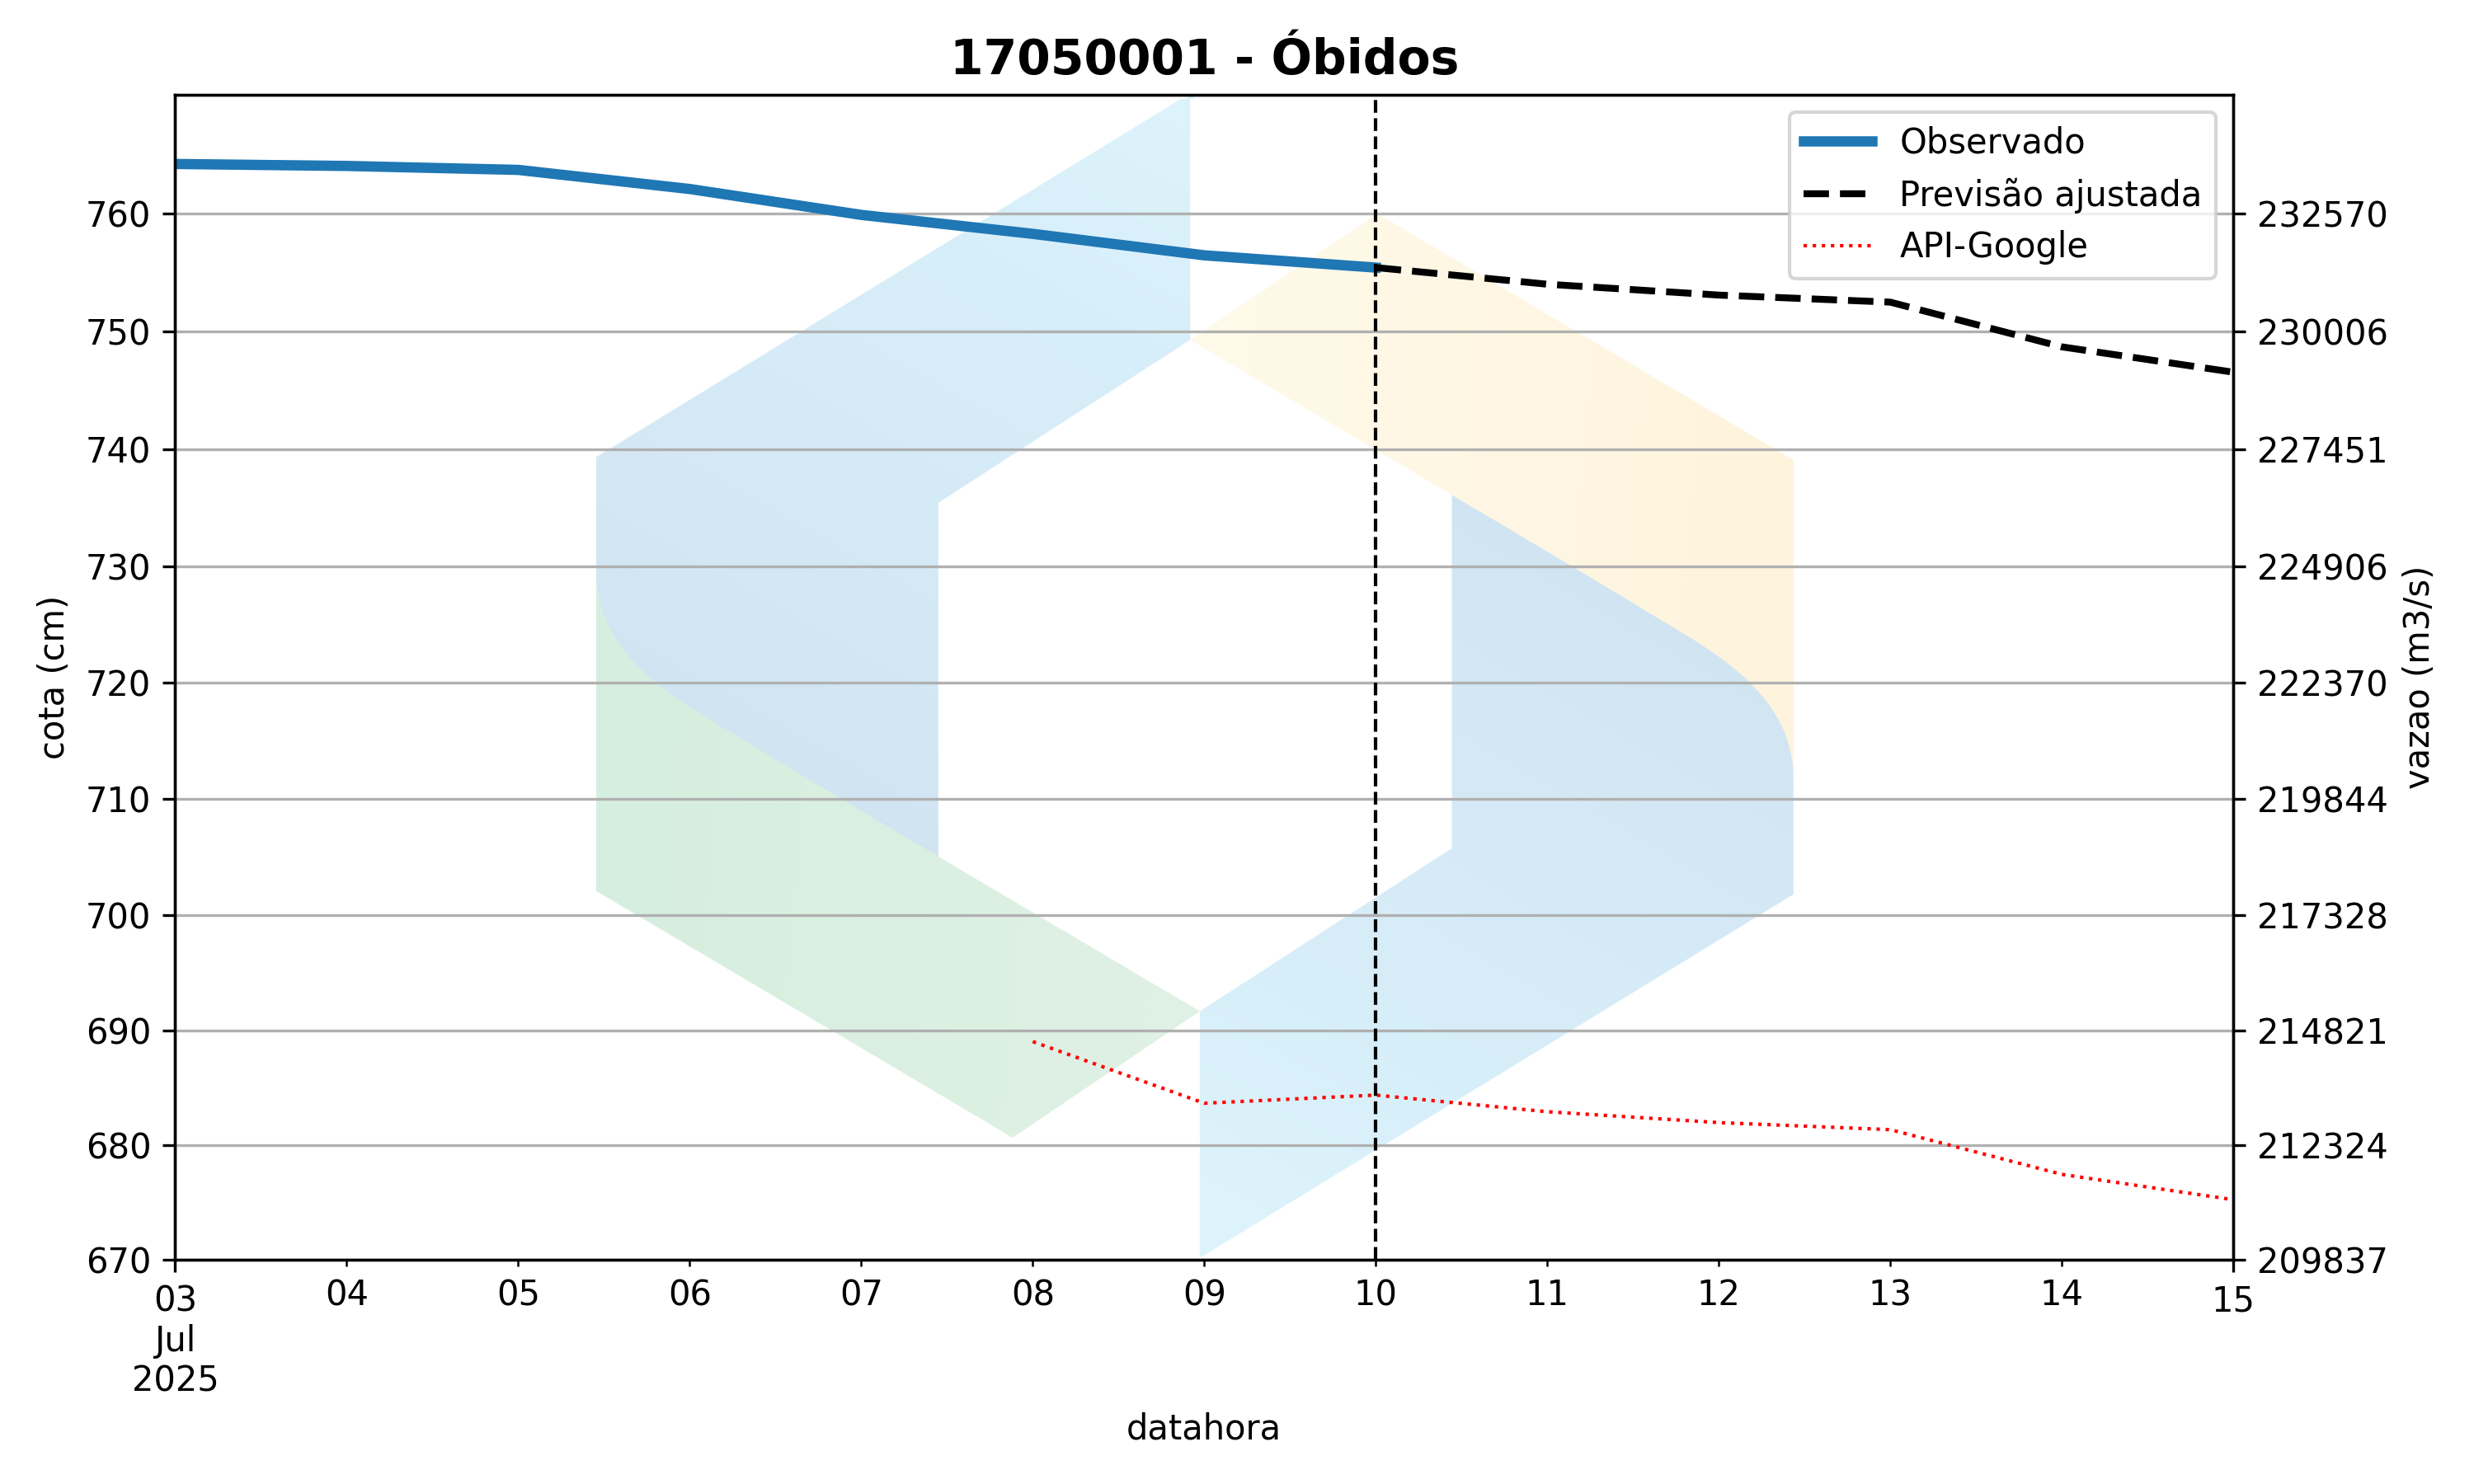 17050001 - Óbidos
Observado
Previsão ajustada
API-Google
760
750
740
730
720
710
700
690
680
670
cota (cm)
232570
230006
227451
224906
222370
219844
217328
214821
212324
209837
vazao (m3/s)
03 04 05 06 07 08 09 10 11 12 13 14 15
Jul
2025
datahora